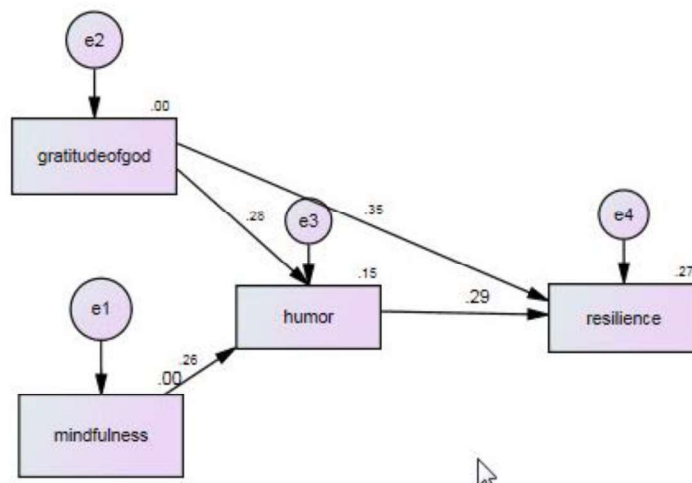 e2
.00
gratitudeofgod
.28
e3
.35
e4
.15
.27
e1
humor
.29
resilience
.26
.00
mindfulness